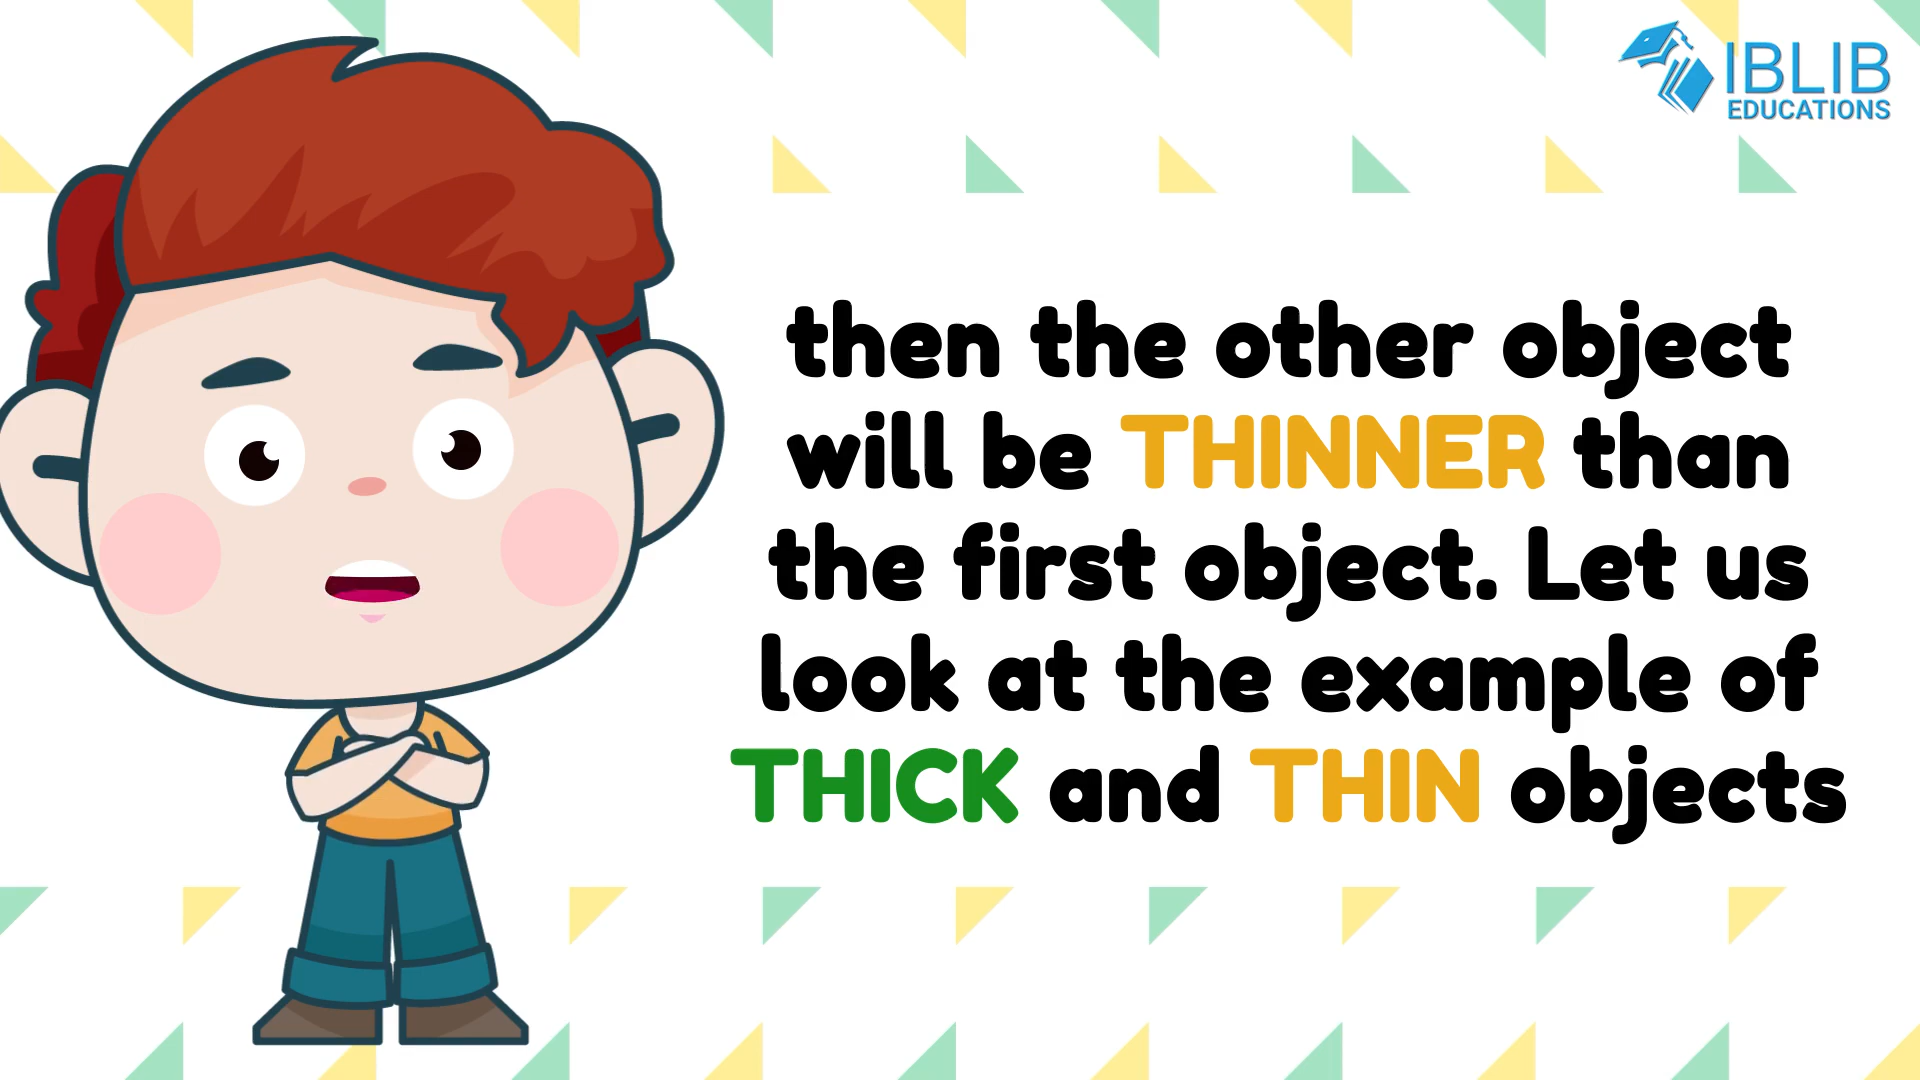 IBLIB
EDUCATIONS
then the other object
will be THINNER than
the first object. Let us
look at the example of
THICK and THIN objects